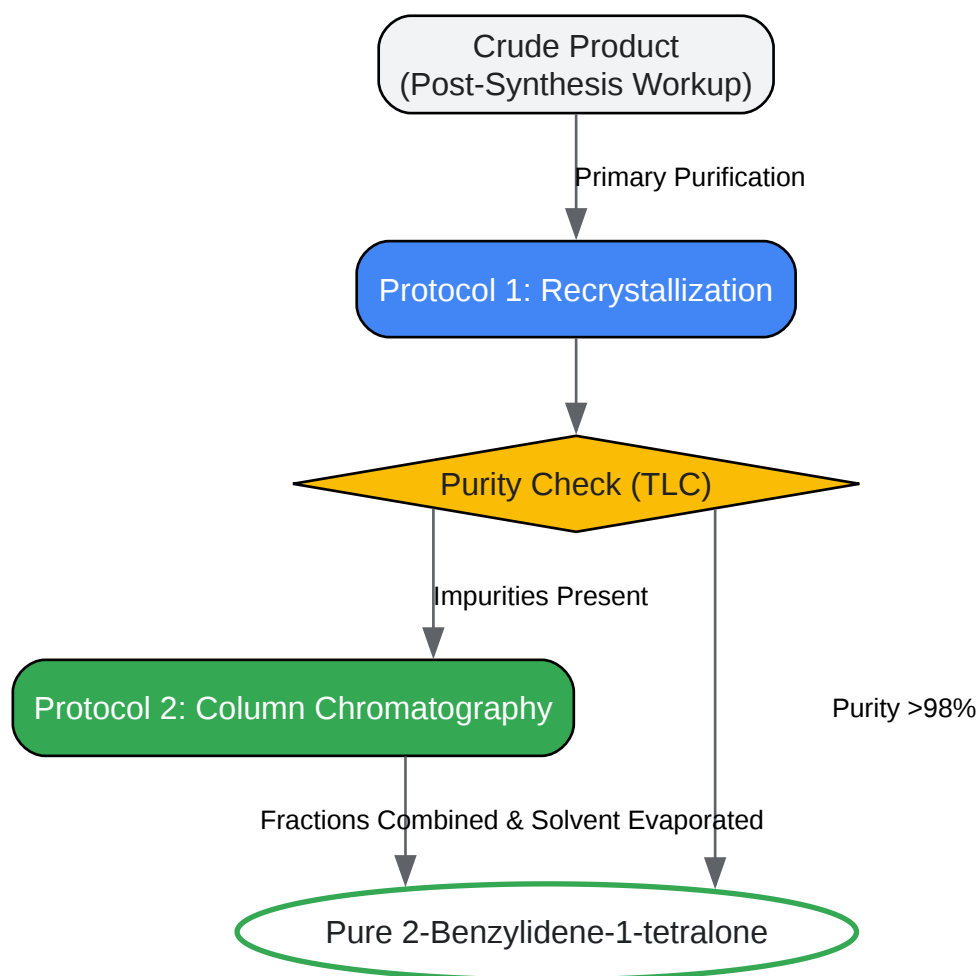 Crude Product
(Post-Synthesis Workup)
Primary Purification
Protocol 1: Recrystallization
Purity Check (TLC)
Impurities Present
Protocol 2: Column Chromatography
Purity >98%
Fractions Combined & Solvent Evaporated
Pure 2-Benzylidene-1-tetralone